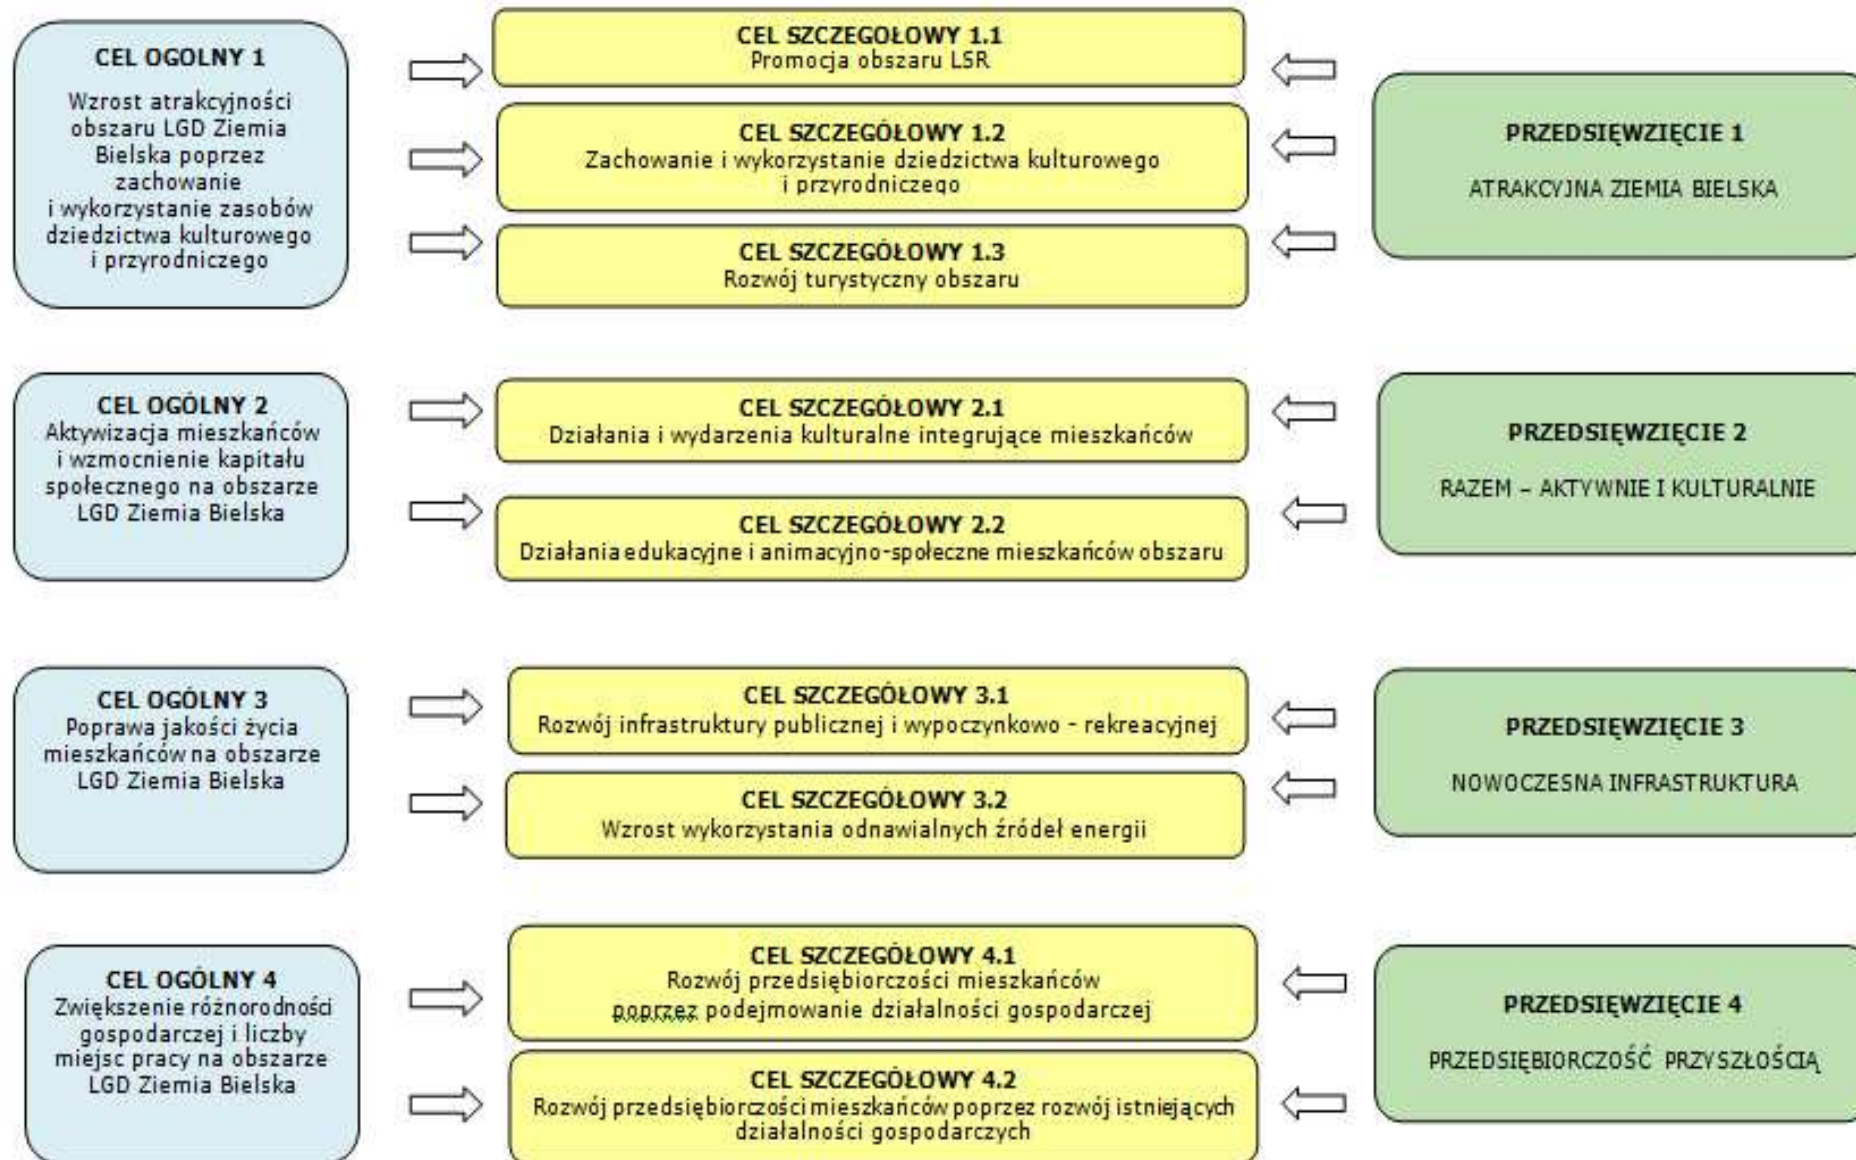 CEL OGÓLNY 1
Wzrost atrakcyjności
obszaru LGD Ziemia
Bielska poprzez
zachowanie
i wykorzystanie zasobów
dziedzictwa kulturowego
i przyrodniczego
CEL SZCZEGÓŁOWY 1.1
Promocja obszaru LSR
CEL SZCZEGÓŁOWY 1.2
Zachowanie i wykorzystanie dziedzictwa kulturowego
i przyrodniczego
CEL SZCZEGÓŁOWY 1.3
Rozwój turystyczny obszaru
PRZEDSIĘWZIĘCIE 1
ATRAKCYJNA ZIEMIA BIELSKA
CEL OGÓLNY 2
Aktywizacja mieszkańców
i wzmocnienie kapitału
społecznego na obszarze
LGD Ziemia Bielska
CEL SZCZEGÓŁOWY 2.1
Działania i wydarzenia kulturalne integrujące mieszkańców
CEL SZCZEGÓŁOWY 2.2
Działania edukacyjne i animacyjno-społeczne mieszkańców obszaru
PRZEDSIĘWZIĘCIE 2
RAZEM – AKTYWNIE I KULTURALNIE
CEL OGÓLNY 3
Poprawa jakości życia
mieszkańców na obszarze
LGD Ziemia Bielska
CEL SZCZEGÓŁOWY 3.1
Rozwój infrastruktury publicznej i wypoczynkowo - rekreacyjnej
CEL SZCZEGÓŁOWY 3.2
Wzrost wykorzystania odnawialnych źródeł energii
PRZEDSIĘWZIĘCIE 3
NOWOCZESNA INFRASTRUKTURA
CEL OGÓLNY 4
Zwiększenie różnorodności
gospodarczej i liczby
miejsc pracy na obszarze
LGD Ziemia Bielska
CEL SZCZEGÓŁOWY 4.1
Rozwój przedsiębiorczości mieszkańców
poprzez podejmowanie działalności gospodarczej
CEL SZCZEGÓŁOWY 4.2
Rozwój przedsiębiorczości mieszkańców poprzez rozwój istniejących
działalności gospodarczych
PRZEDSIĘWZIĘCIE 4
PRZEDSIĘBIORCZOŚĆ PRZYSZŁOŚCIĄ